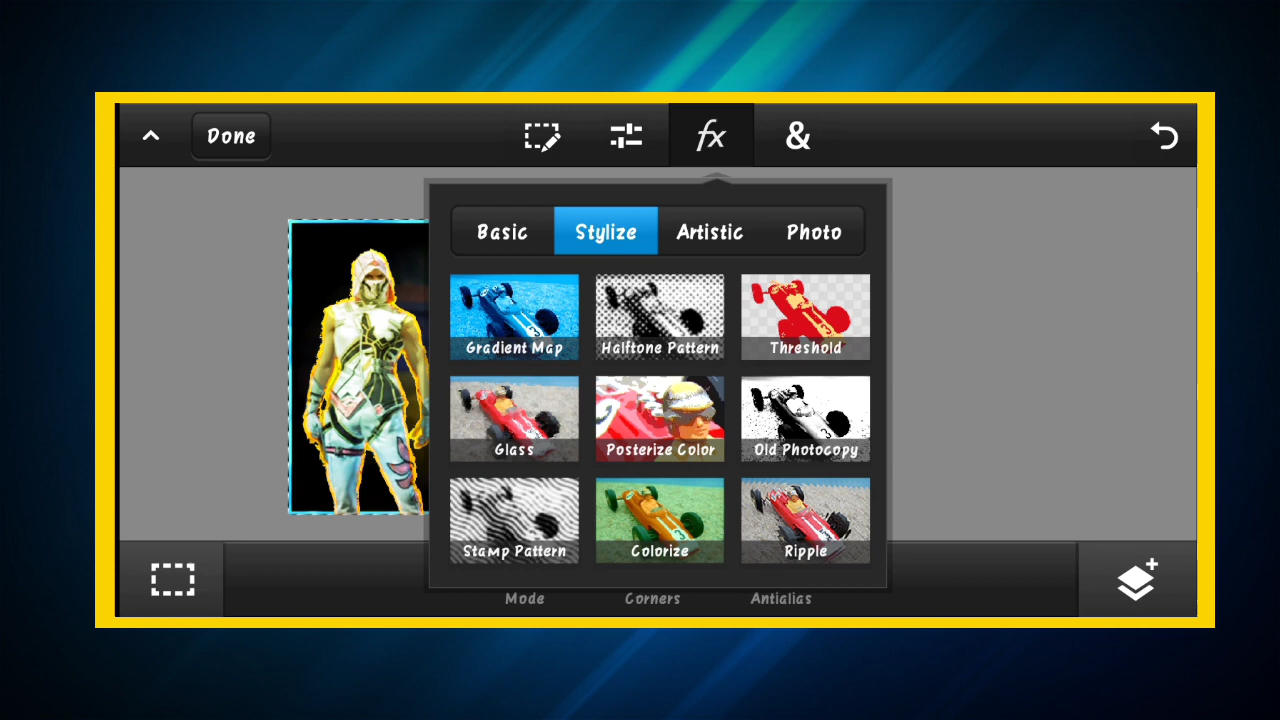 Done
fx
&
Basic
Stylize
Artistic
Photo
Gradient Map
Halftone Pattern
Threshold
Glass
Posterize Color
Old Photocopy
Stamp Pattern
Colorize
Ripple
Mode
Corners
Antialias